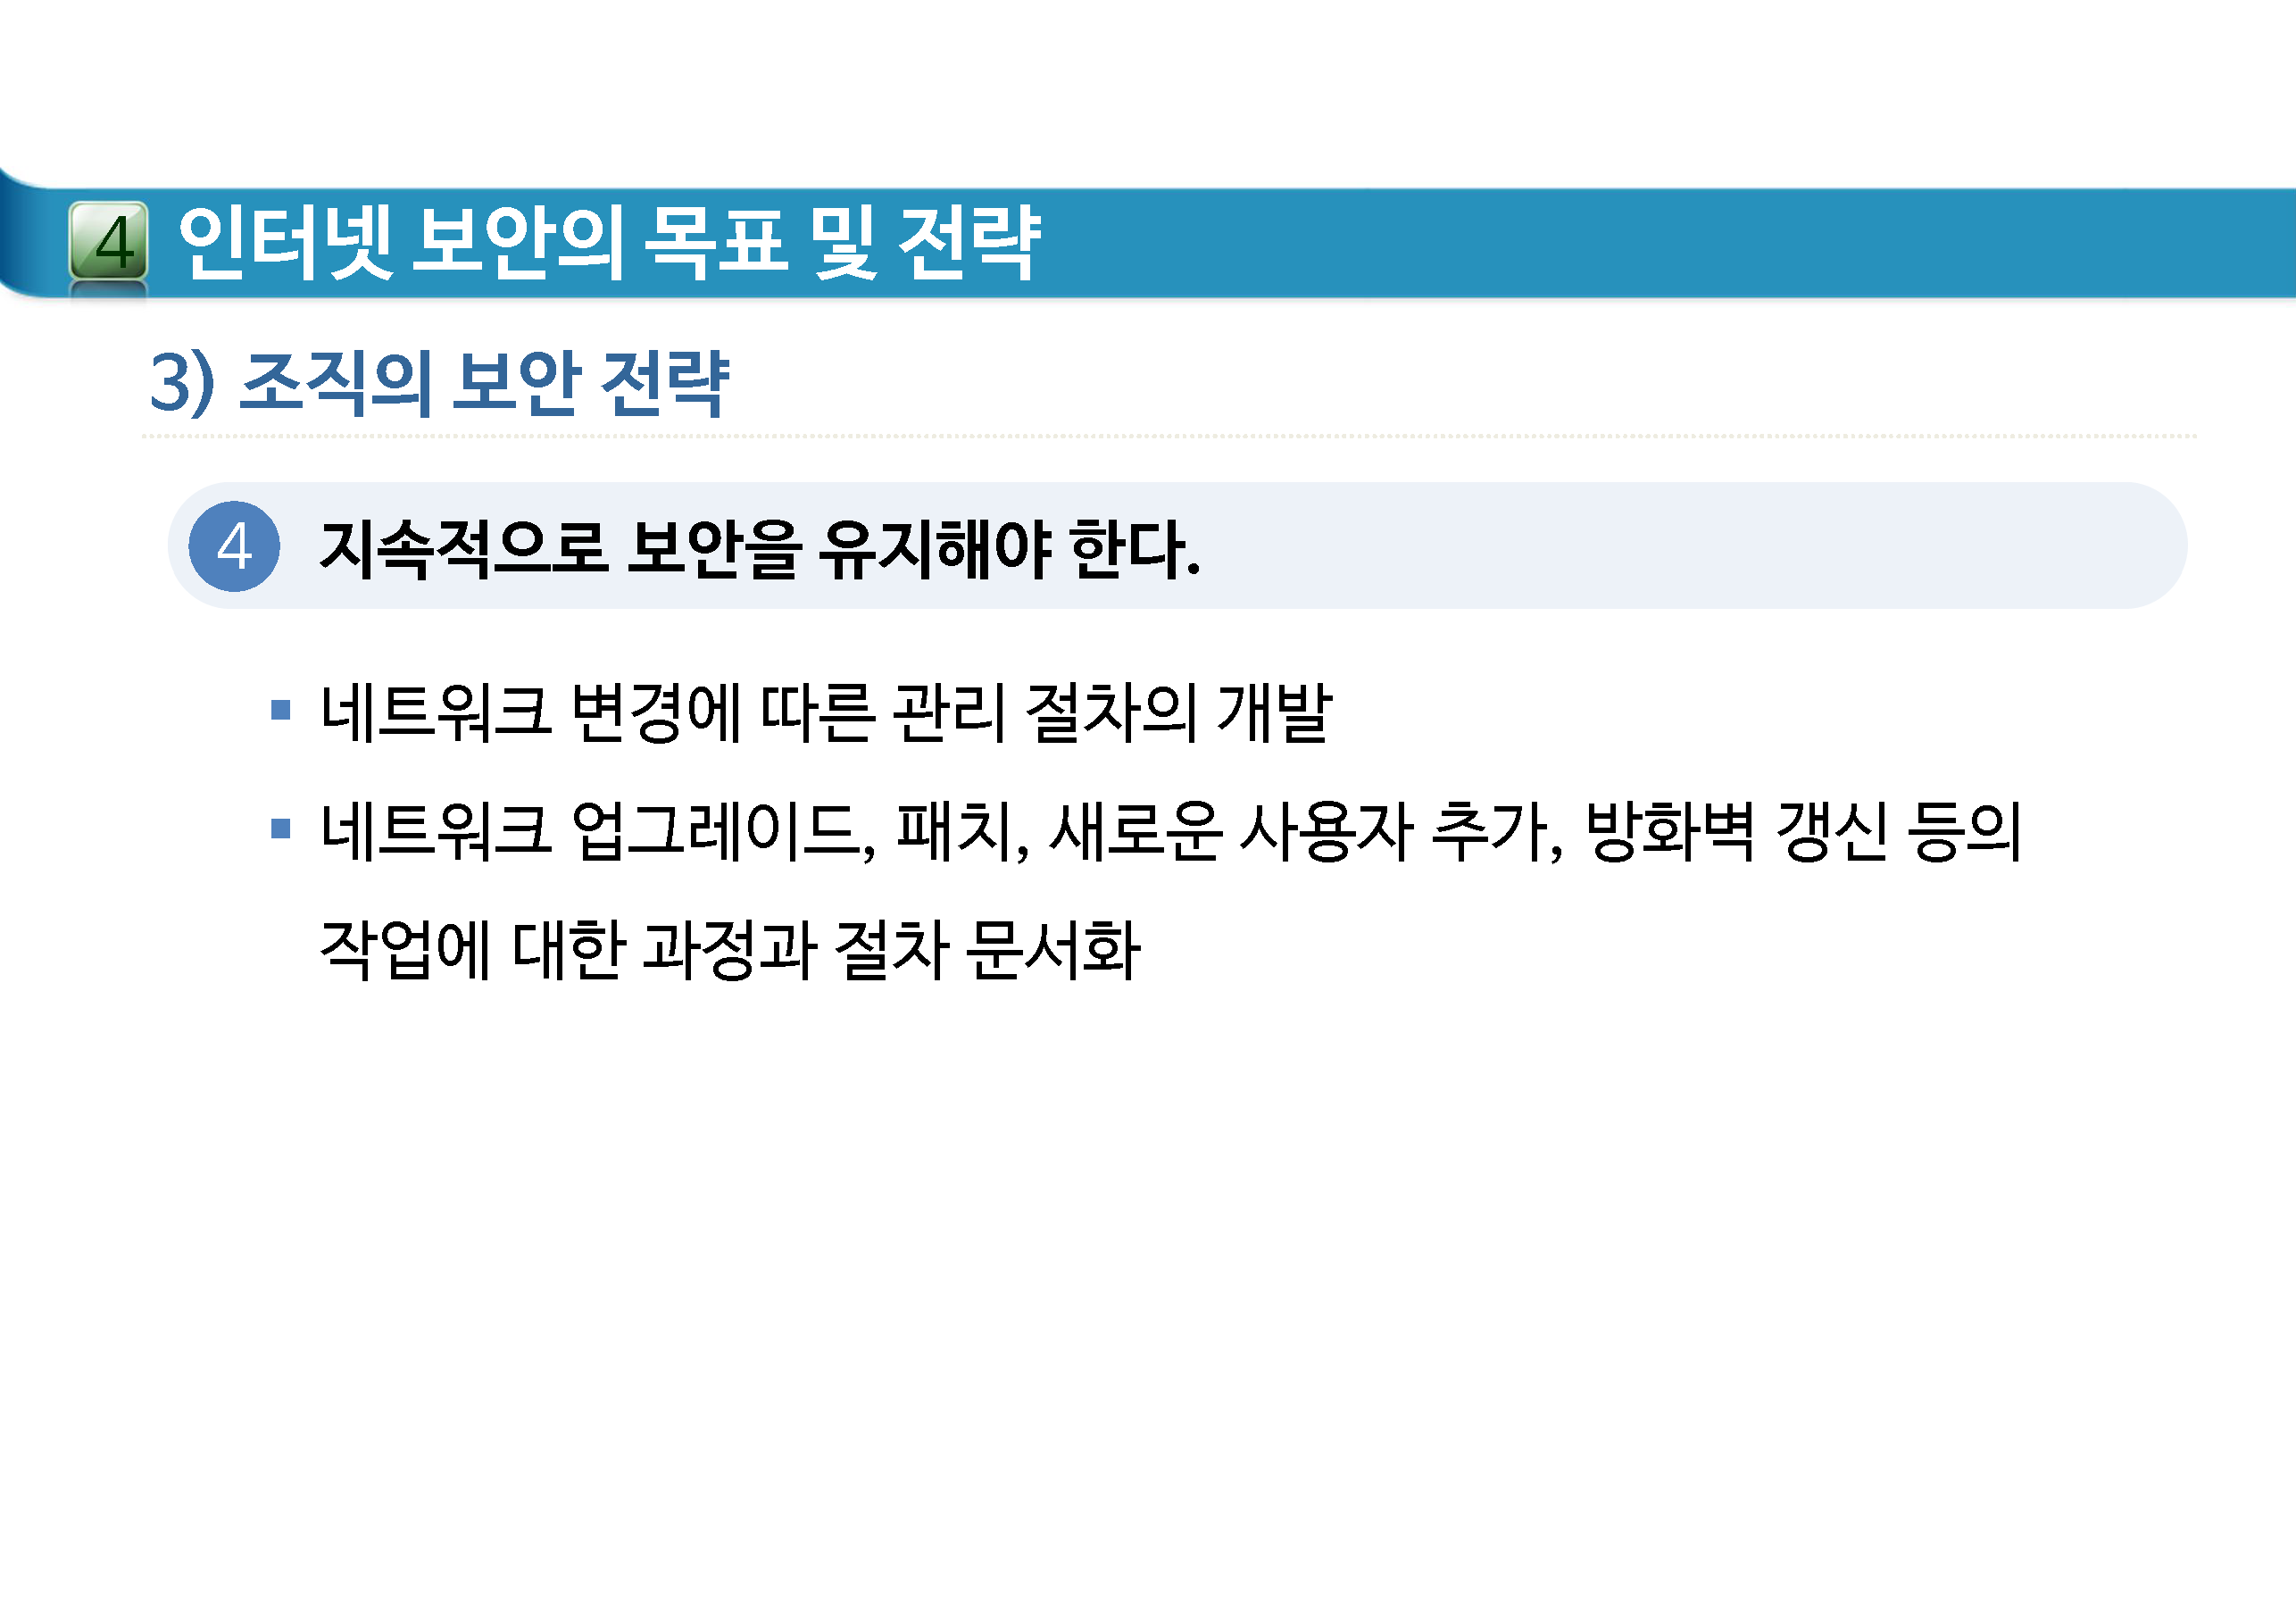 4 인터넷 보안의 목표 및 전략
3) 조직의 보안 전략
4 지속적으로 보안을 유지해야 한다.
▪ 네트워크 변경에 따른 관리 절차의 개발
▪ 네트워크 업그레이드, 패치, 새로운 사용자 추가, 방화벽 갱신 등의
작업에 대한 과정과 절차 문서화